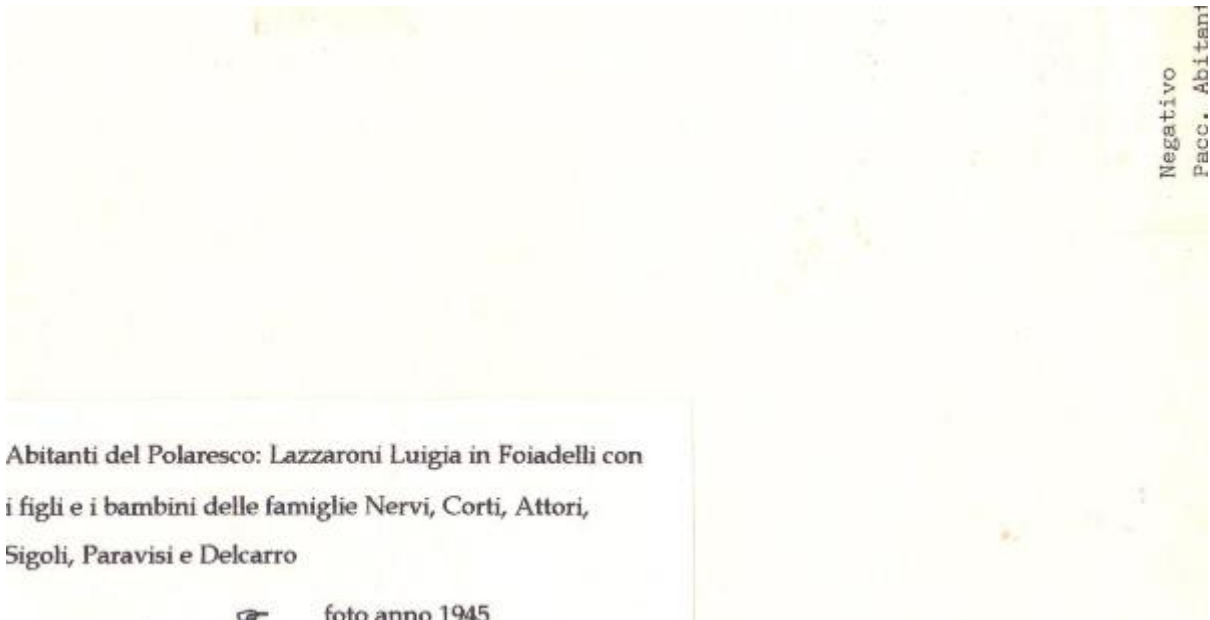 Negativo
Pacc. Abitant
Abitanti del Polaresco: Lazzaroni Luigia in Foiadelli con
i figli e i bambini delle famiglie Nervi, Corti, Attori,
Sigoli, Paravisi e Delcarro
☞ foto anno 1945